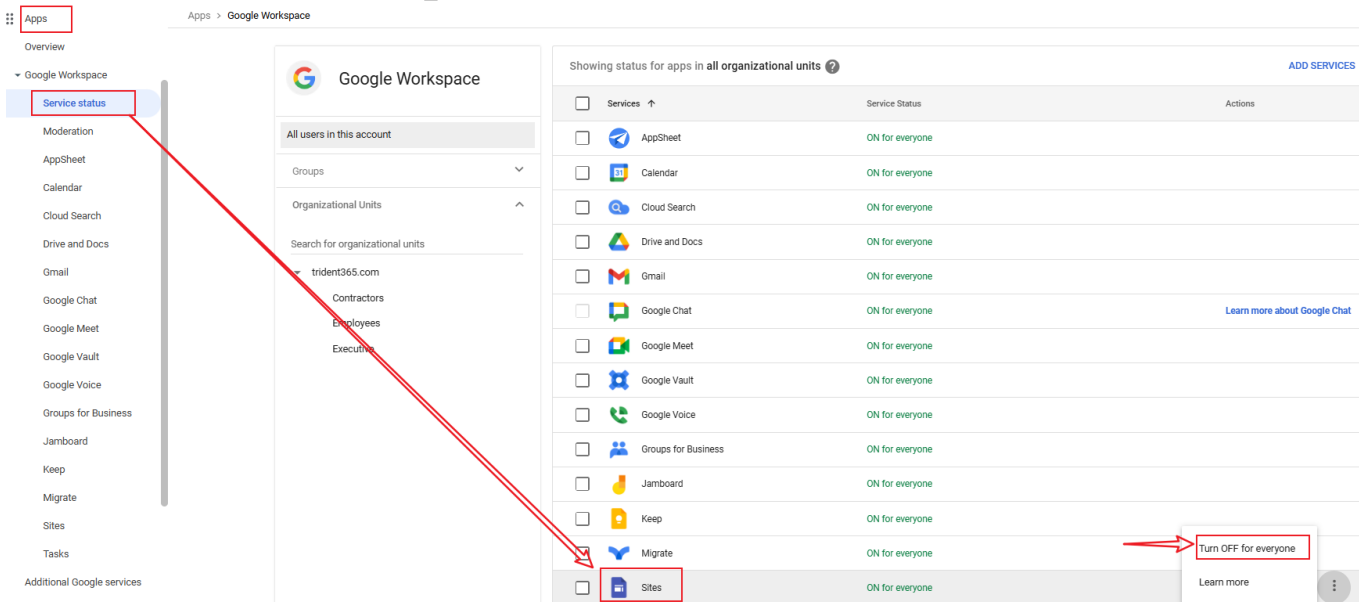 Apps
Overview
Google Workspace
Service status
Moderation
AppSheet
Calendar
Cloud Search
Drive and Docs
Gmail
Google Chat
Google Meet
Google Vault
Google Voice
Groups for Business
Jamboard
Keep
Migrate
Sites
Tasks
Additional Google services
Apps > Google Workspace
Google Workspace
All users in this account
Groups
Organizational Units
Search for organizational units
trident365.com
Contractors
Employees
Executive
Showing status for apps in all organizational units ?
ADD SERVICES
Services Service Status Actions
AppSheet ON for everyone
31 Calendar ON for everyone
Cloud Search ON for everyone
Drive and Docs ON for everyone
Gmail ON for everyone
Google Chat ON for everyone Learn more about Google Chat
Google Meet ON for everyone
Google Vault ON for everyone
Google Voice ON for everyone
Groups for Business ON for everyone
Jamboard ON for everyone
Keep ON for everyone
Migrate ON for everyone
Sites ON for everyone
Turn OFF for everyone
Learn more